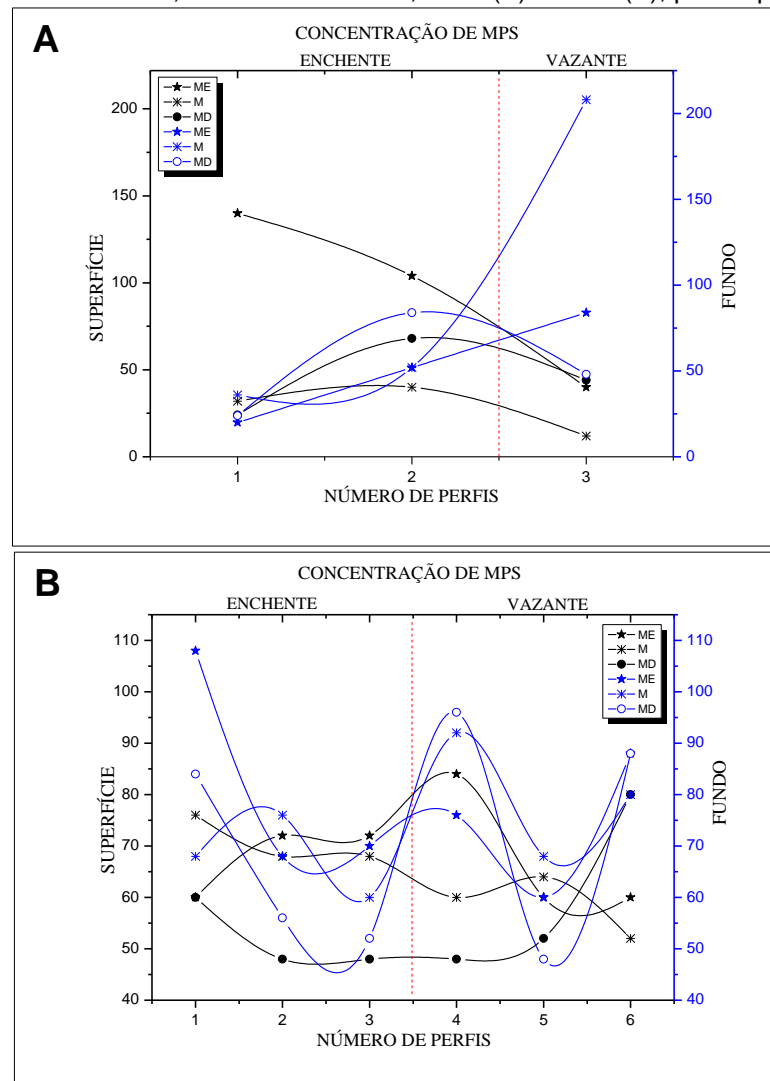 A
CONCENTRAÇÃO DE MPS
ENCHENTE VAZANTE
ME
M
MD
ME
M
MD
200
150
100
50
0
SUPERFÍCIE
200
150
100
50
0
FUNDO
1 2 3
NÚMERO DE PERFIS
B
CONCENTRAÇÃO DE MPS
ENCHENTE VAZANTE
ME
M
MD
ME
M
MD
110
100
90
80
70
60
50
40
SUPERFÍCIE
110
100
90
80
70
60
50
40
FUNDO
1 2 3 4 5 6
NÚMERO DE PERFIS